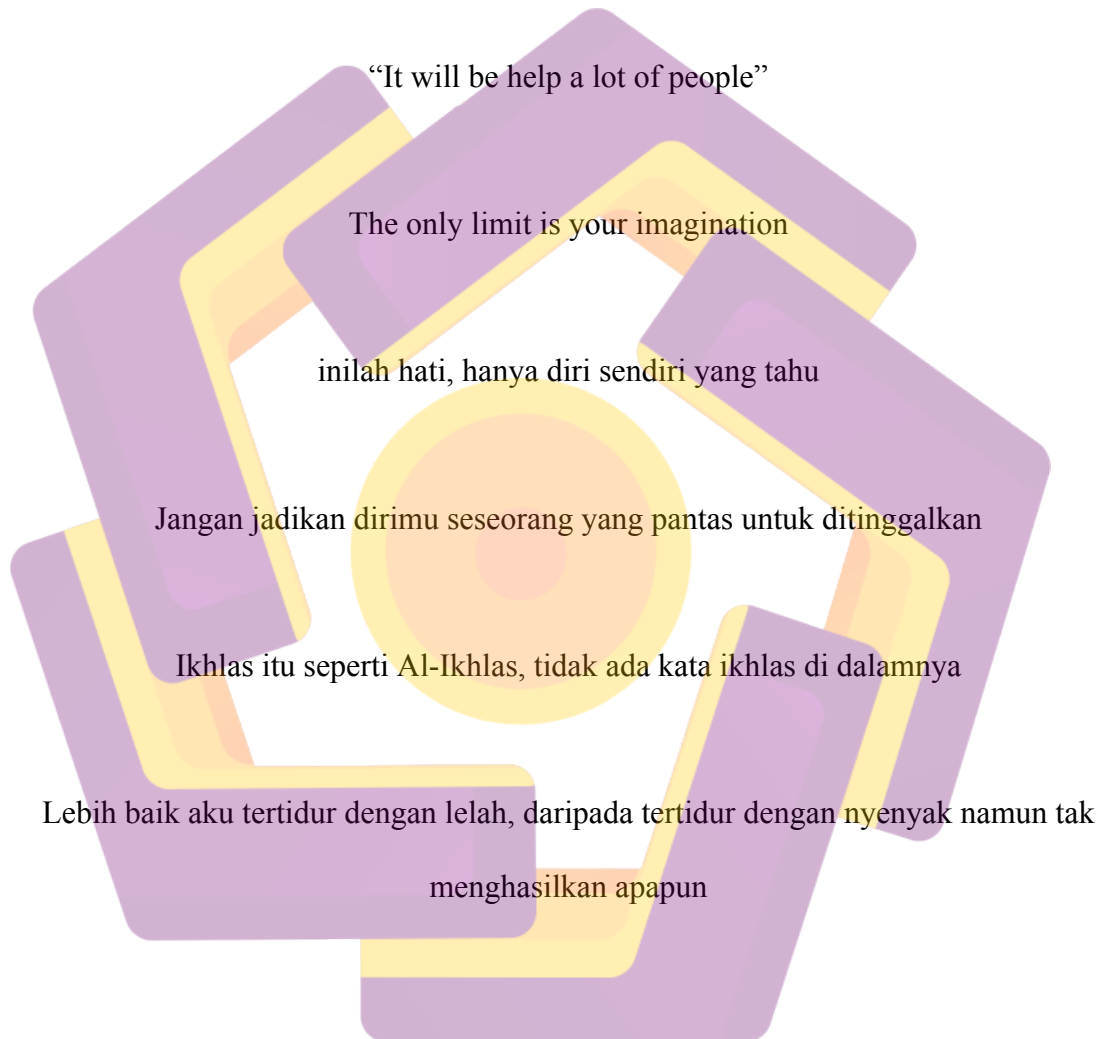 “It will be help a lot of people”
The only limit is your imagination
inilah hati, hanya diri sendiri yang tahu
Jangan jadikan dirimu seseorang yang pantas untuk ditinggalkan
Ikhlas itu seperti Al-Ikhlas, tidak ada kata ikhlas di dalamnya
Lebih baik aku tertidur dengan lelah, daripada tertidur dengan nyenyak namun tak
menghasilkan apapun